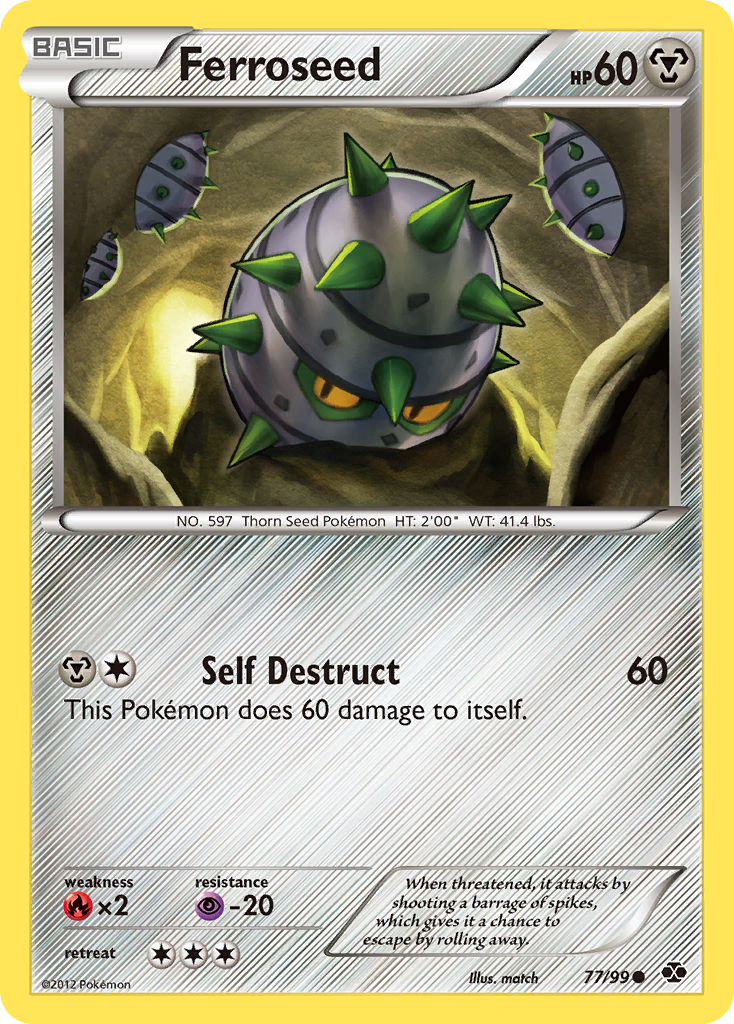 BASIC
Ferroseed
HP60
NO. 597 Thorn Seed Pokémon HT: 2'00" WT: 41.4 lbs.
Self Destruct 60
This Pokémon does 60 damage to itself.
weakness resistance
×2 -20
When threatened, it attacks by
shooting a barrage of spikes,
which gives it a chance to
escape by rolling away.
retreat
Illus. match 77/99
©2012 Pokémon